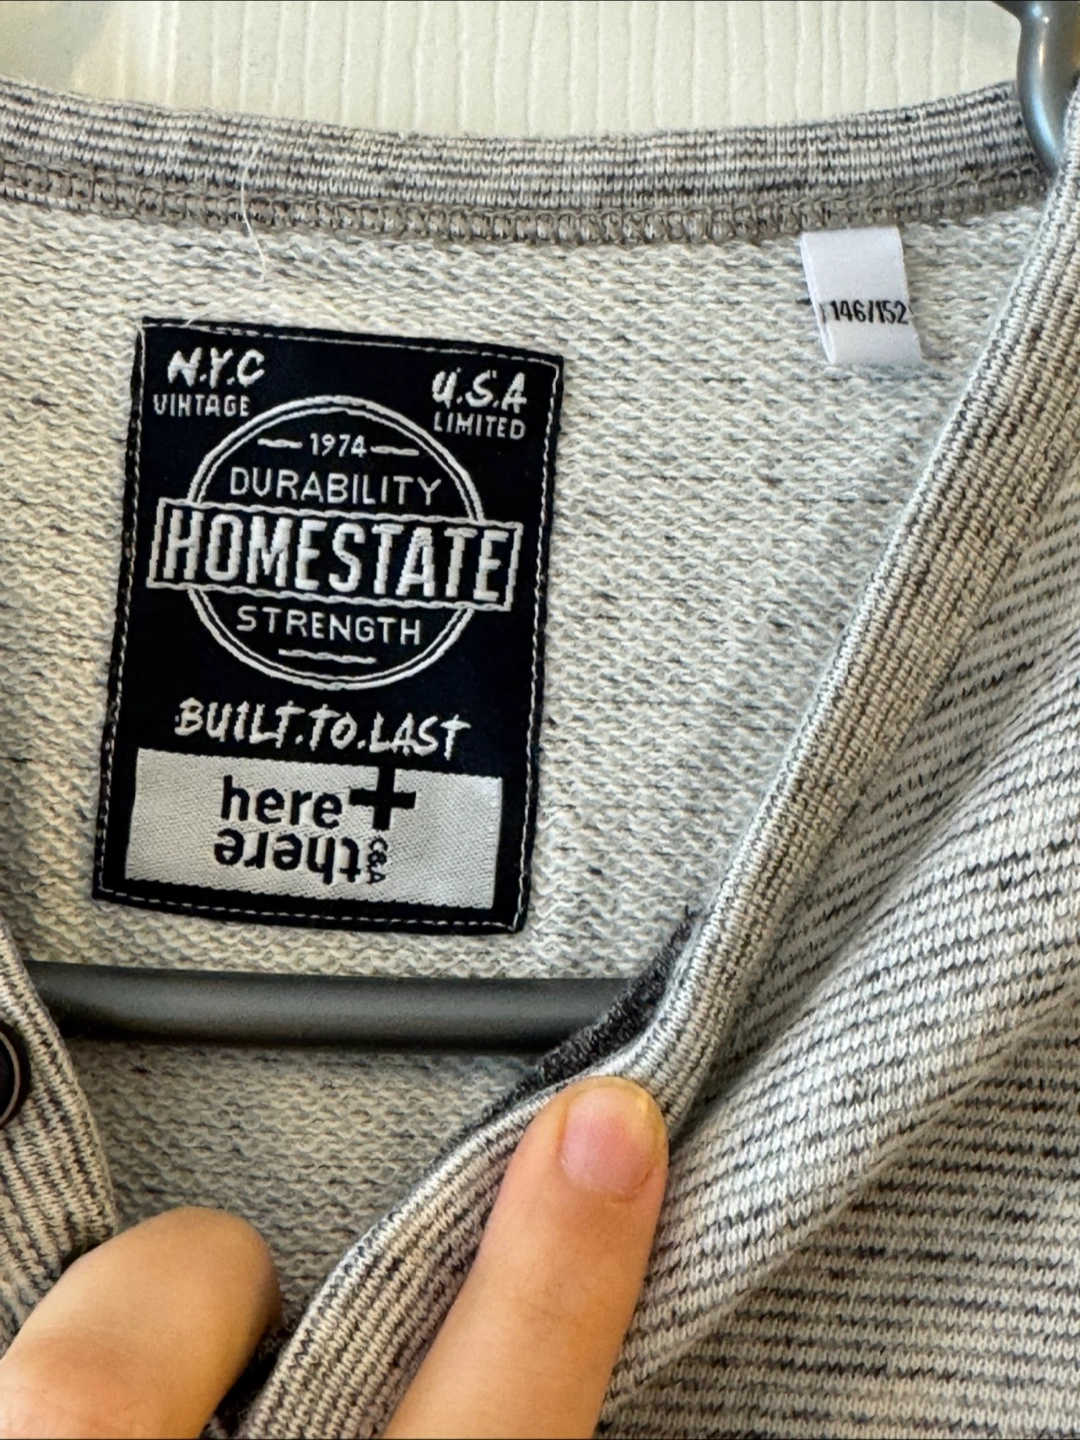 N.Y.C
VINTAGE
U.S.A
LIMITED
1974
DURABILITY
HOMESTATE
STRENGTH
BUILT.TO.LAST
here+
there
C&A
146/152